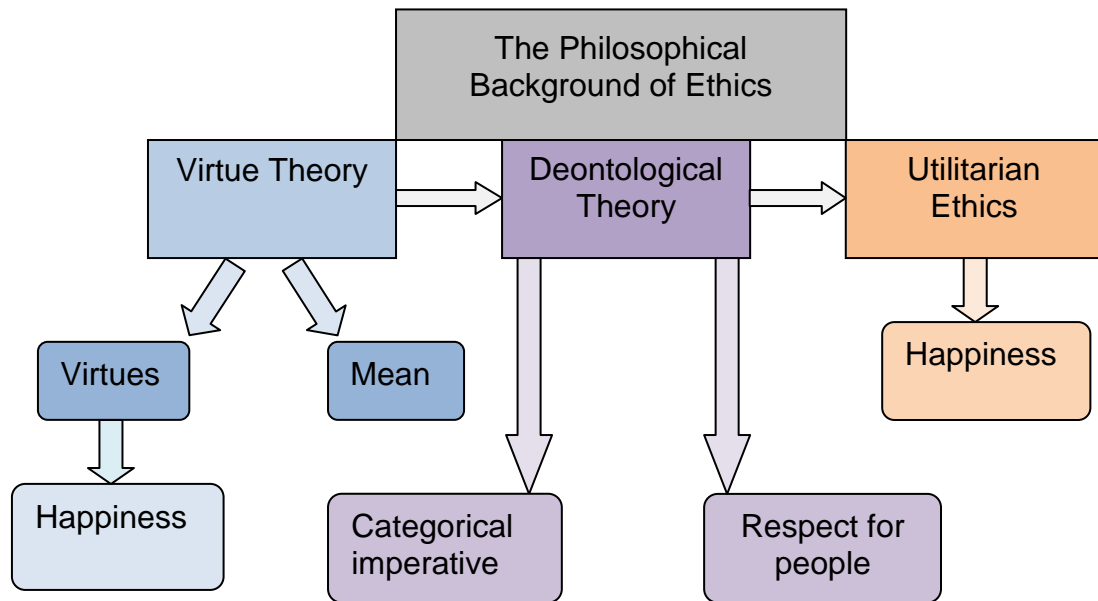 The Philosophical
Background of Ethics
Virtue Theory
Deontological
Theory
Utilitarian
Ethics
Virtues
Mean
Happiness
Happiness
Categorical
imperative
Respect for
people